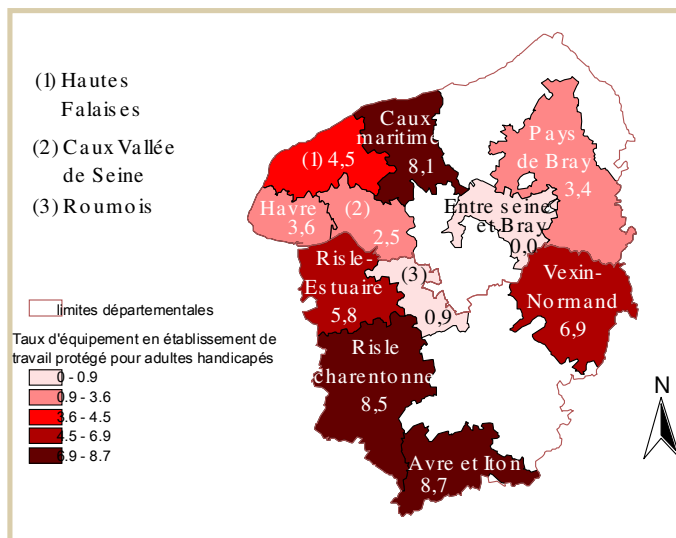 (1) Hautes
Falaises
(2) Caux Vallée
de Seine
(3) Roumois
Caux
maritime
8,1
Pays
de Bray
3,4
(1) 4,5
Havre
3,6
(2)
2,5
Entre seine
et Bray
0,0
Risle-
Estuaire
5,8
(3)
0,9
Vexin-
Normand
6,9
Risle
charentonne
8,5
Avre et Iton
8,7
N
limites départementales
Taux d'équipement en établissement de
travail protégé pour adultes handicapés
0 - 0.9
0.9 - 3.6
3.6 - 4.5
4.5 - 6.9
6.9 - 8.7